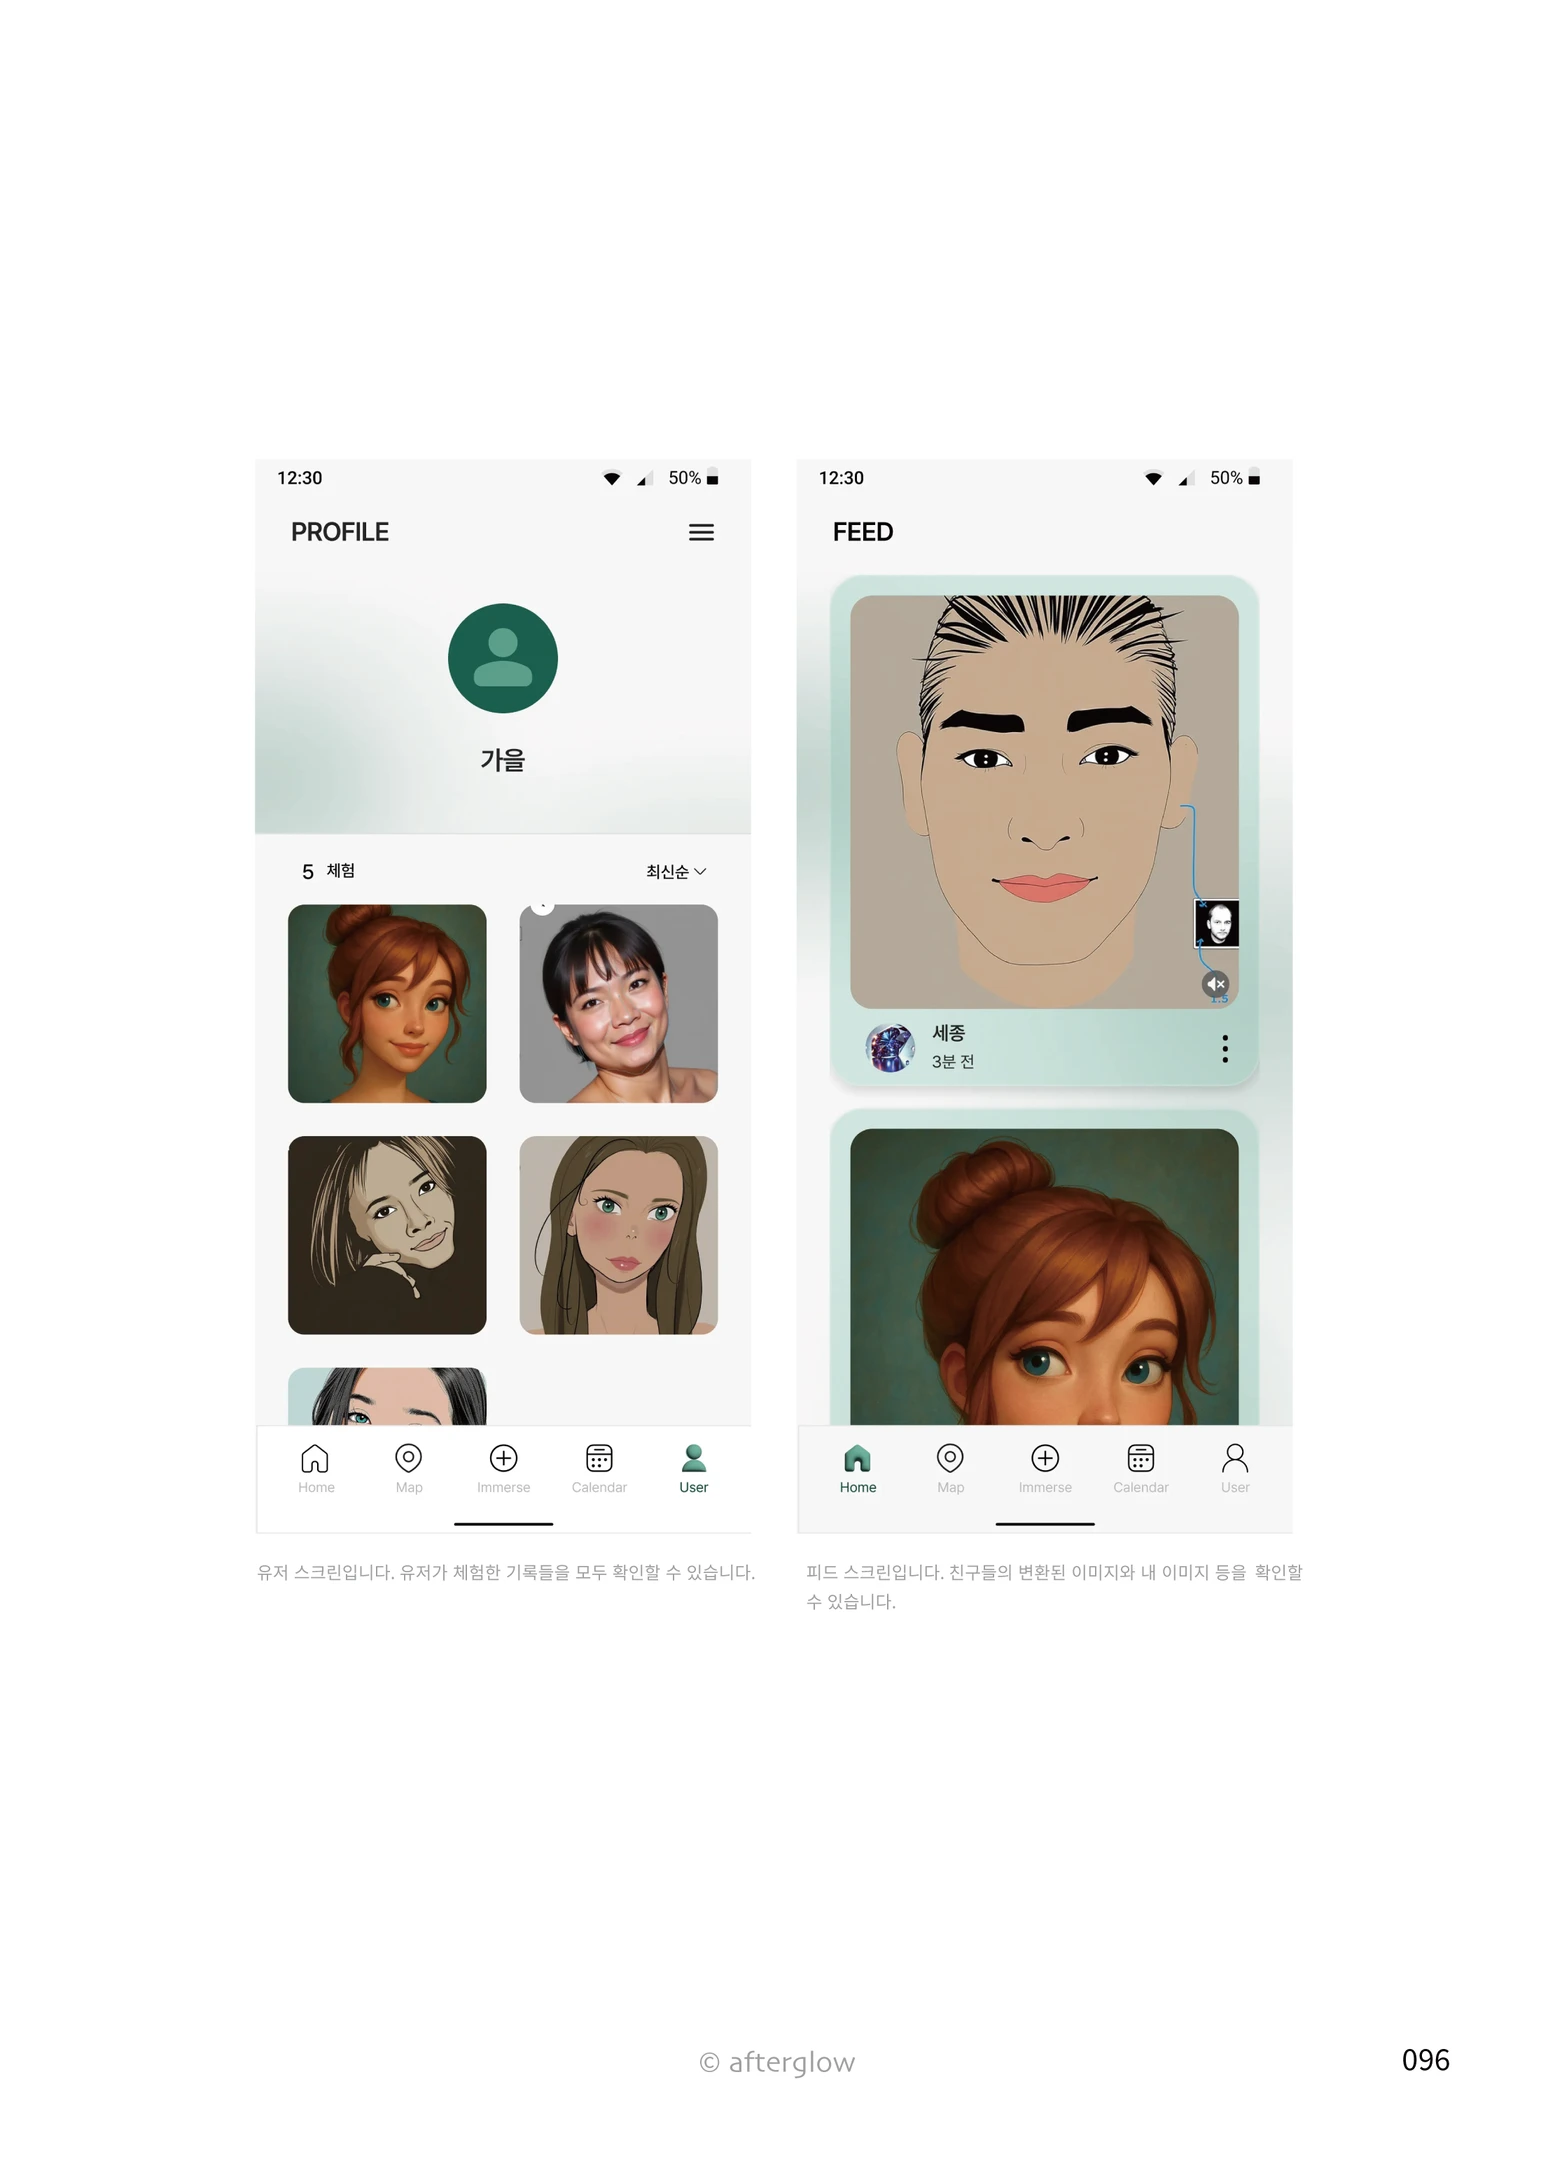 12:30
50%
PROFILE
가을
5 체험
최신순
Home
Map
Immerse
Calendar
User
유저 스크린입니다. 유저가 체험한 기록들을 모두 확인할 수 있습니다.
12:30
50%
FEED
1.5
세종
3분 전
Home
Map
Immerse
Calendar
User
피드 스크린입니다. 친구들의 변환된 이미지와 내 이미지 등을 확인할
수 있습니다.
© afterglow
096